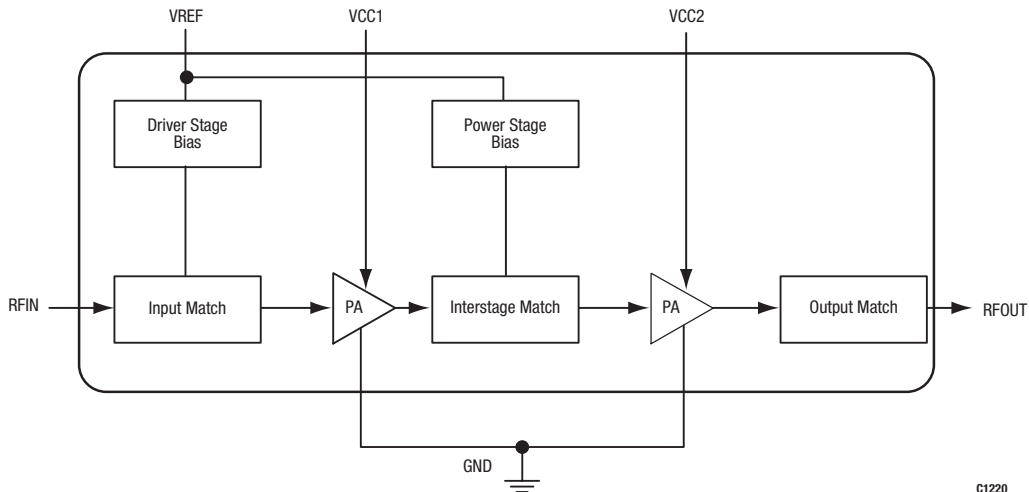 VREF
VCC1
VCC2
Driver Stage
Bias
Power Stage
Bias
RFIN
Input Match
PA
Interstage Match
PA
Output Match
RFOUT
GND
C1220